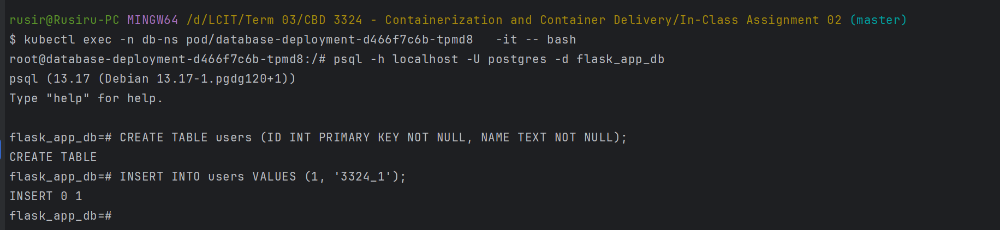 rusir@Rusiru-PC MINGW64 /d/LCIT/Term 03/CBD 3324 - Containerization and Container Delivery/In-Class Assignment 02 (master)
$ kubectl exec -n db-ns pod/database-deployment-d466f7c6b-tpmd8   -it -- bash
root@database-deployment-d466f7c6b-tpmd8:/# psql -h localhost -U postgres -d flask_app_db
psql (13.17 (Debian 13.17-1.pgdg120+1))
Type "help" for help.

flask_app_db=# CREATE TABLE users (ID INT PRIMARY KEY NOT NULL, NAME TEXT NOT NULL);
CREATE TABLE
flask_app_db=# INSERT INTO users VALUES (1, '3324_1');
INSERT 0 1
flask_app_db=#